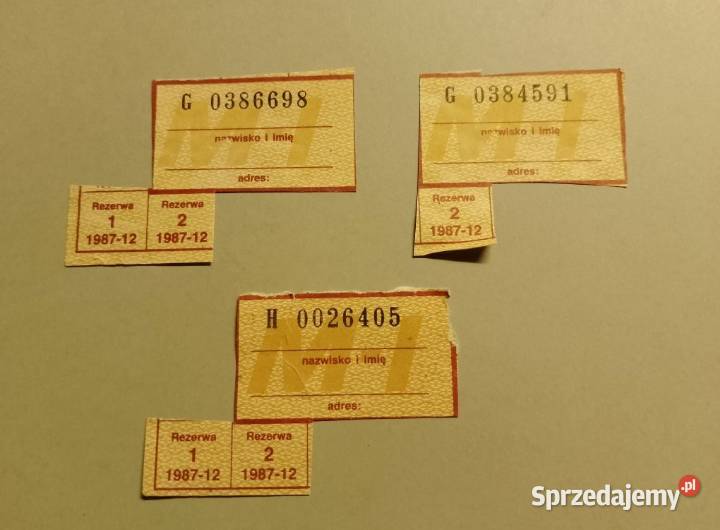 G 0386698
M-I
nazwisko i imię
adres:
Rezerwa
1
1987-12
Rezerwa
2
1987-12
G 0384591
M-I
nazwisko i imię
adres:
Rezerwa
2
1987-12
H 0026405
M-I
nazwisko i imię
adres:
Rezerwa
1
1987-12
Rezerwa
2
1987-12
Sprzedajemy.pl